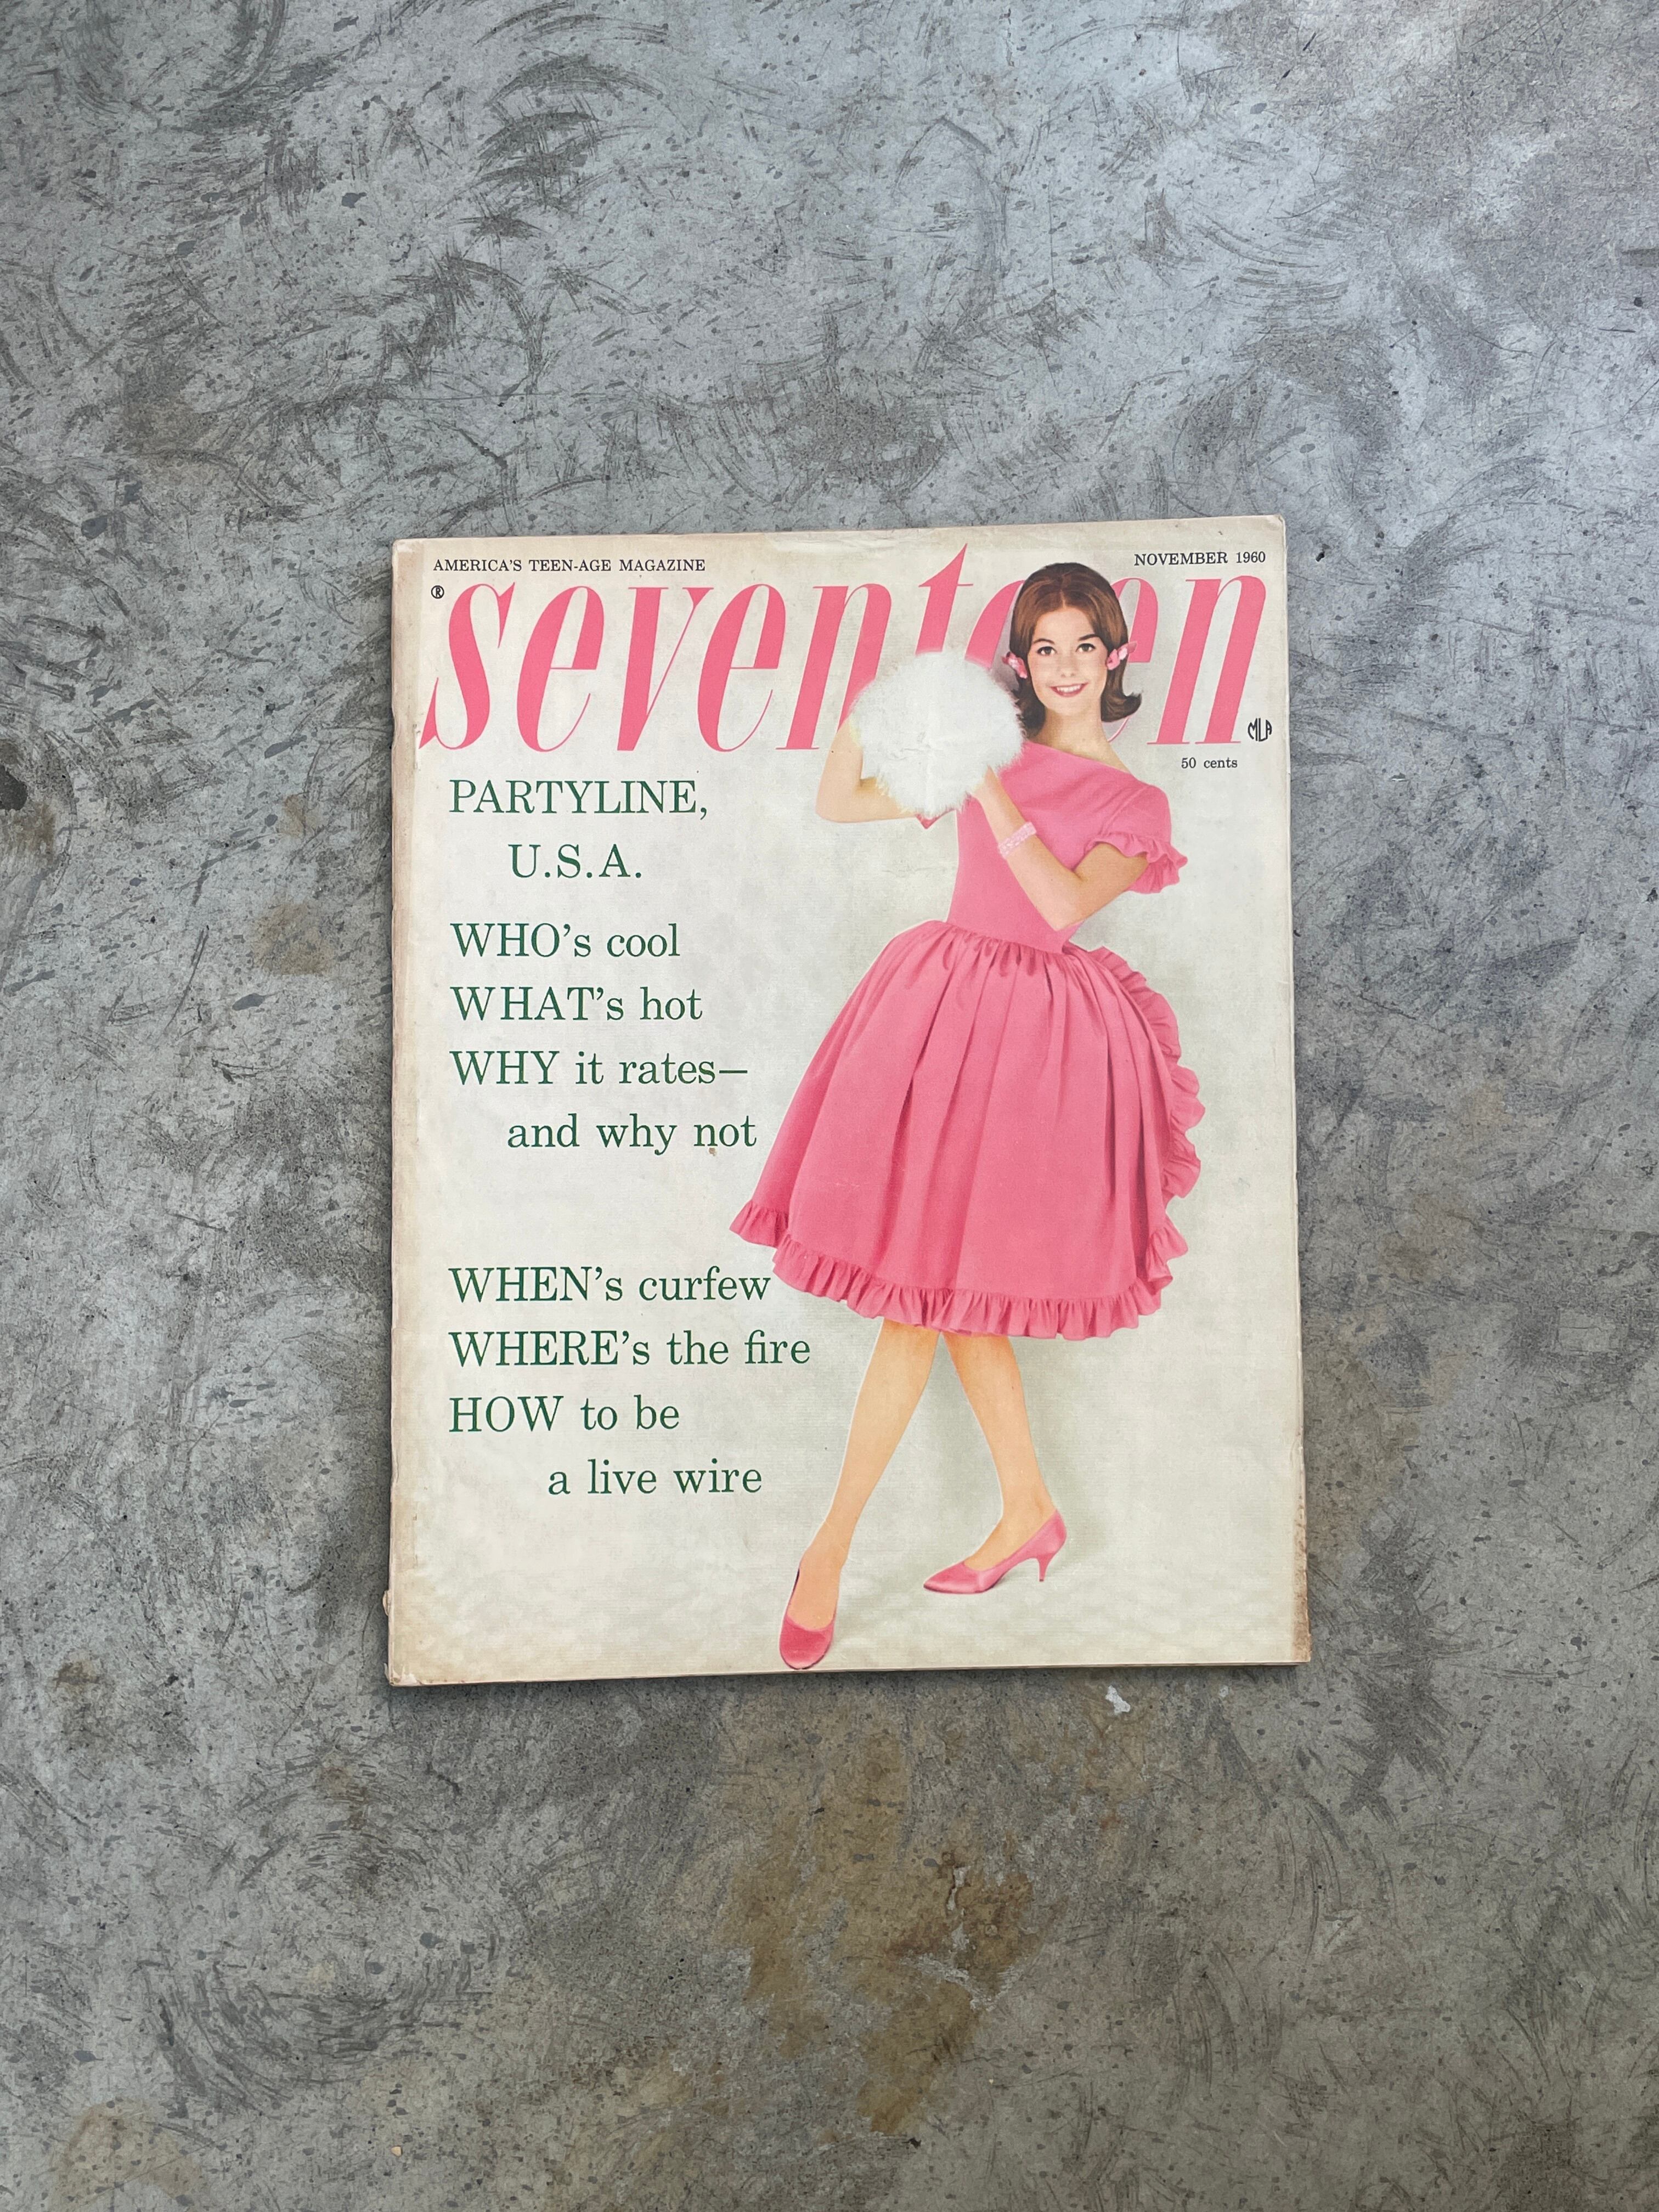 AMERICA'S TEEN-AGE MAGAZINE
NOVEMBER 1960
®
seventeen
MLA
50 cents
PARTYLINE,
U.S.A.
WHO's cool
WHAT's hot
WHY it rates—
and why not
WHEN's curfew
WHERE's the fire
HOW to be
a live wire